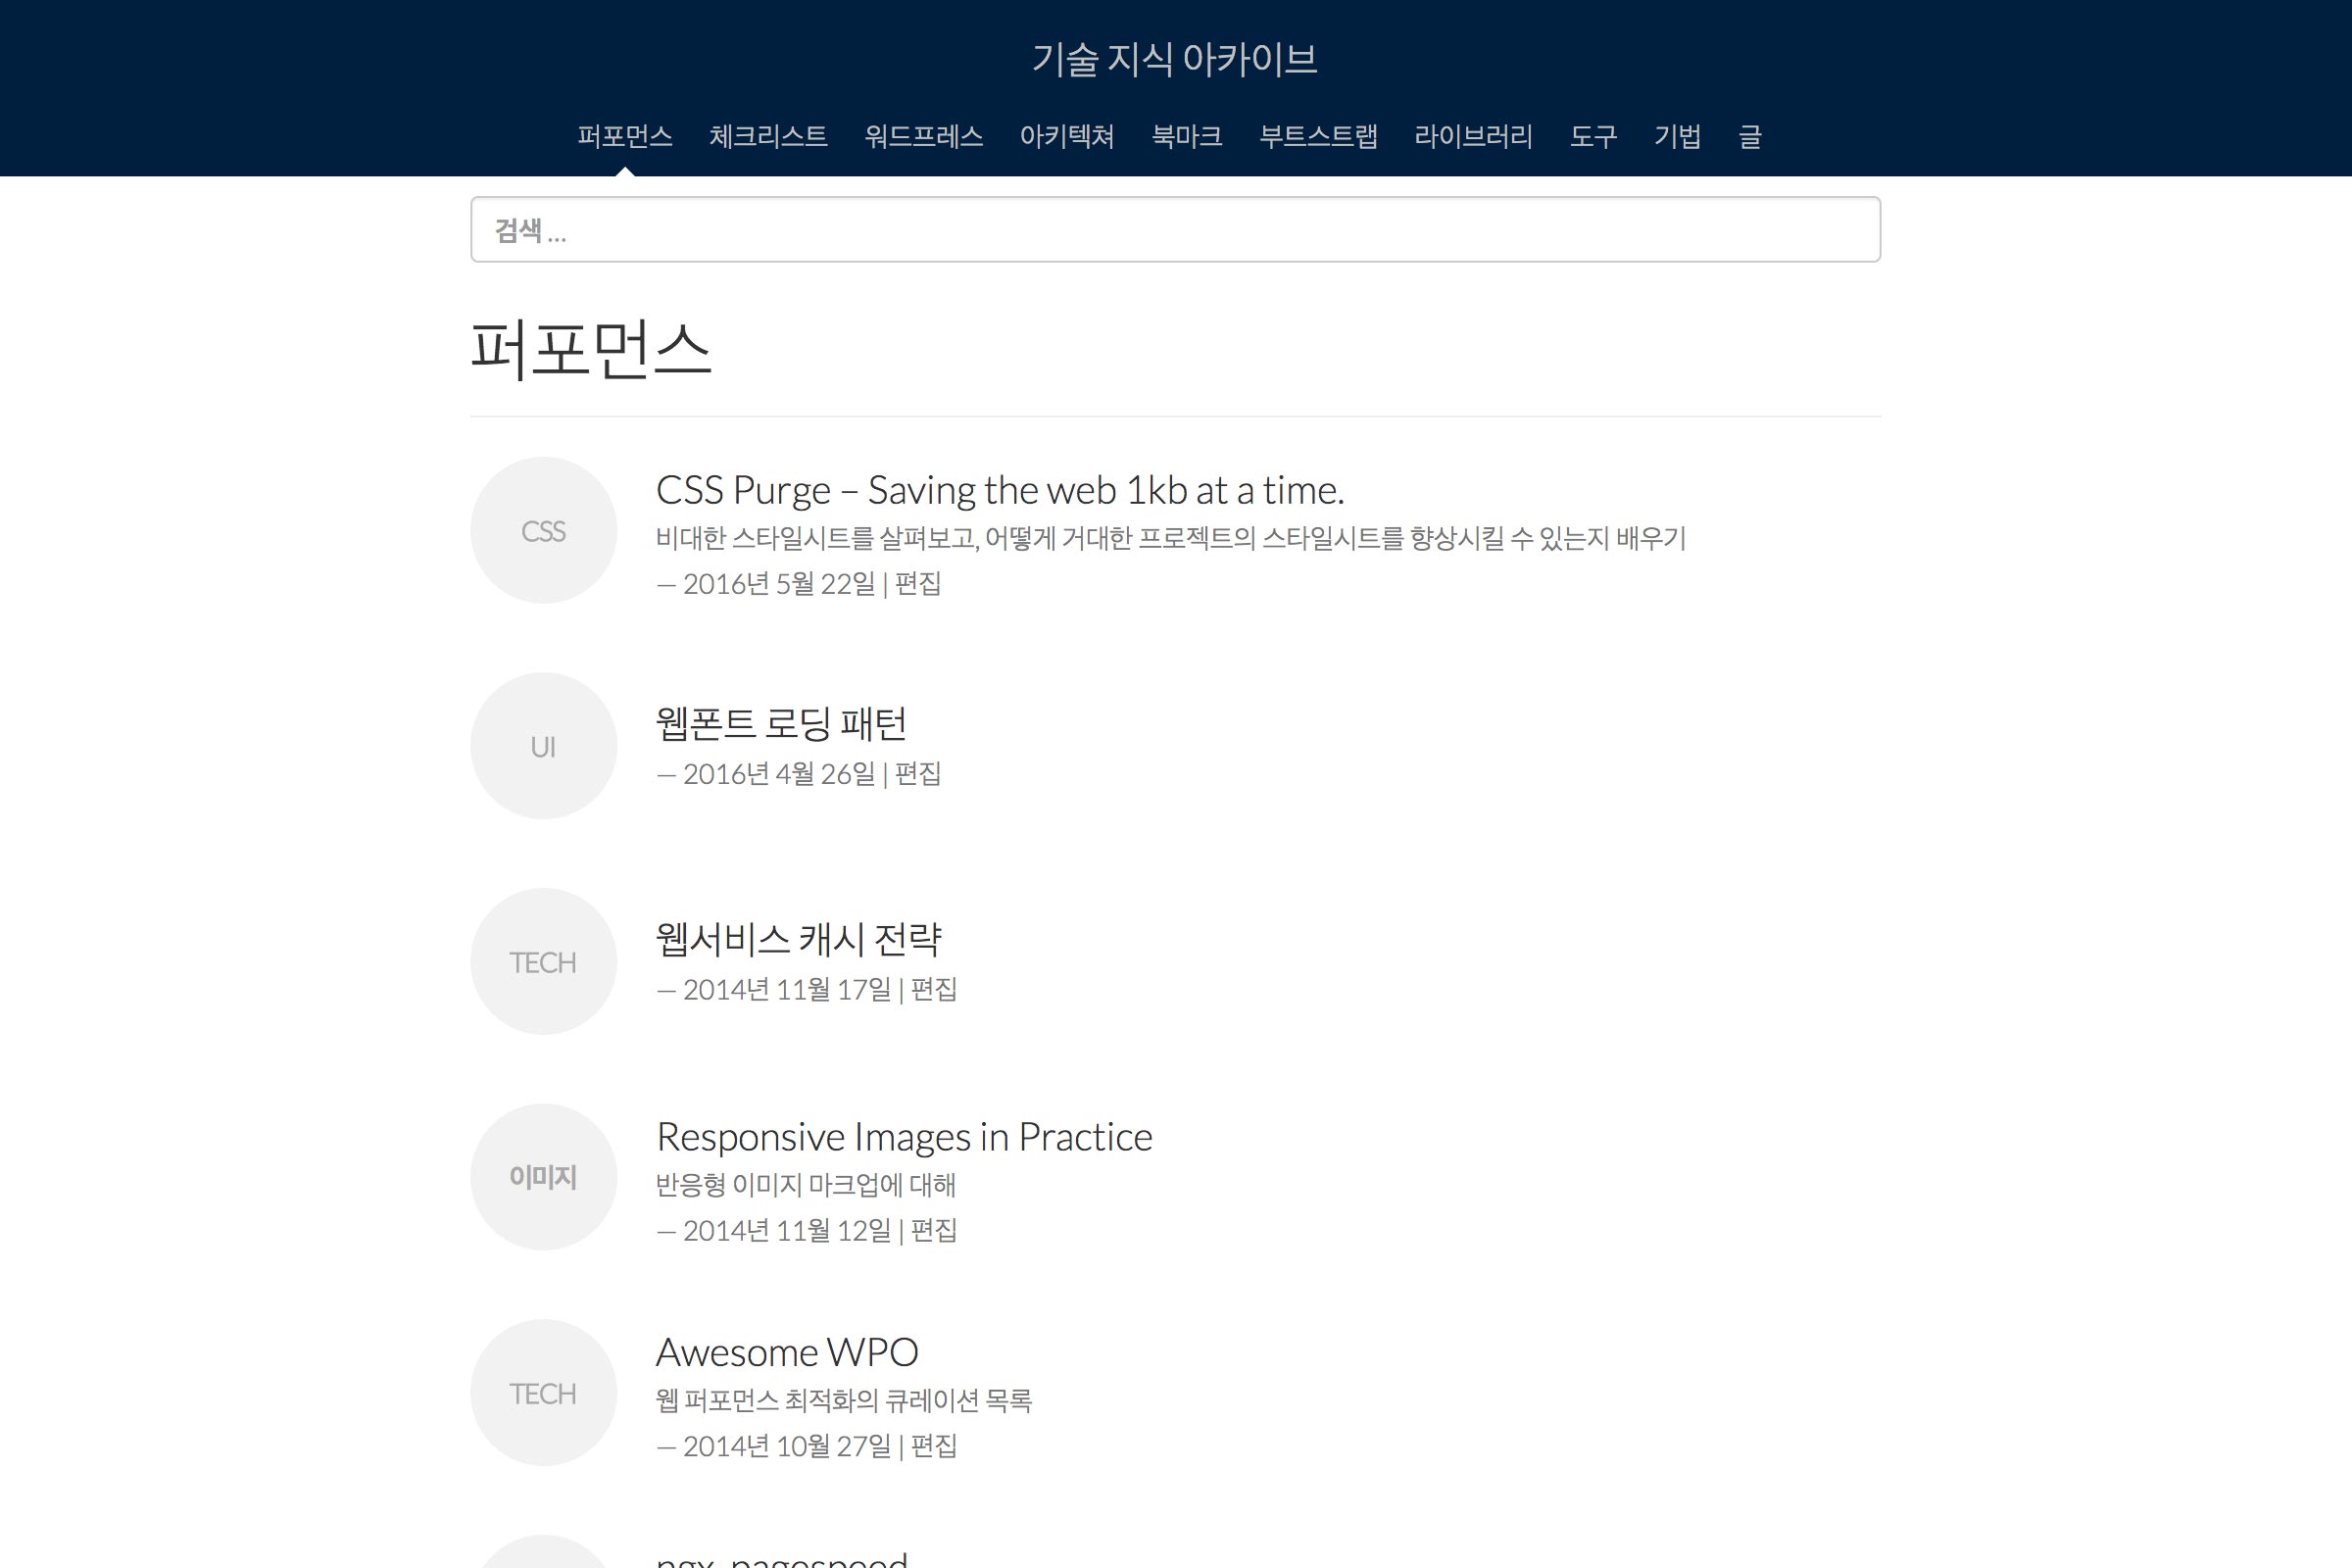 기술 지식 아카이브
퍼포먼스 체크리스트 워드프레스 아키텍쳐 북마크 부트스트랩 라이브러리 도구 기법 글
검색 ...
퍼포먼스
CSS
CSS Purge – Saving the web 1kb at a time.
비대한 스타일시트를 살펴보고, 어떻게 거대한 프로젝트의 스타일시트를 향상시킬 수 있는지 배우기
— 2016년 5월 22일 | 편집
UI
웹폰트 로딩 패턴
— 2016년 4월 26일 | 편집
TECH
웹서비스 캐시 전략
— 2014년 11월 17일 | 편집
이미지
Responsive Images in Practice
반응형 이미지 마크업에 대해
— 2014년 11월 12일 | 편집
TECH
Awesome WPO
웹 퍼포먼스 최적화의 큐레이션 목록
— 2014년 10월 27일 | 편집
ngx_pagespeed